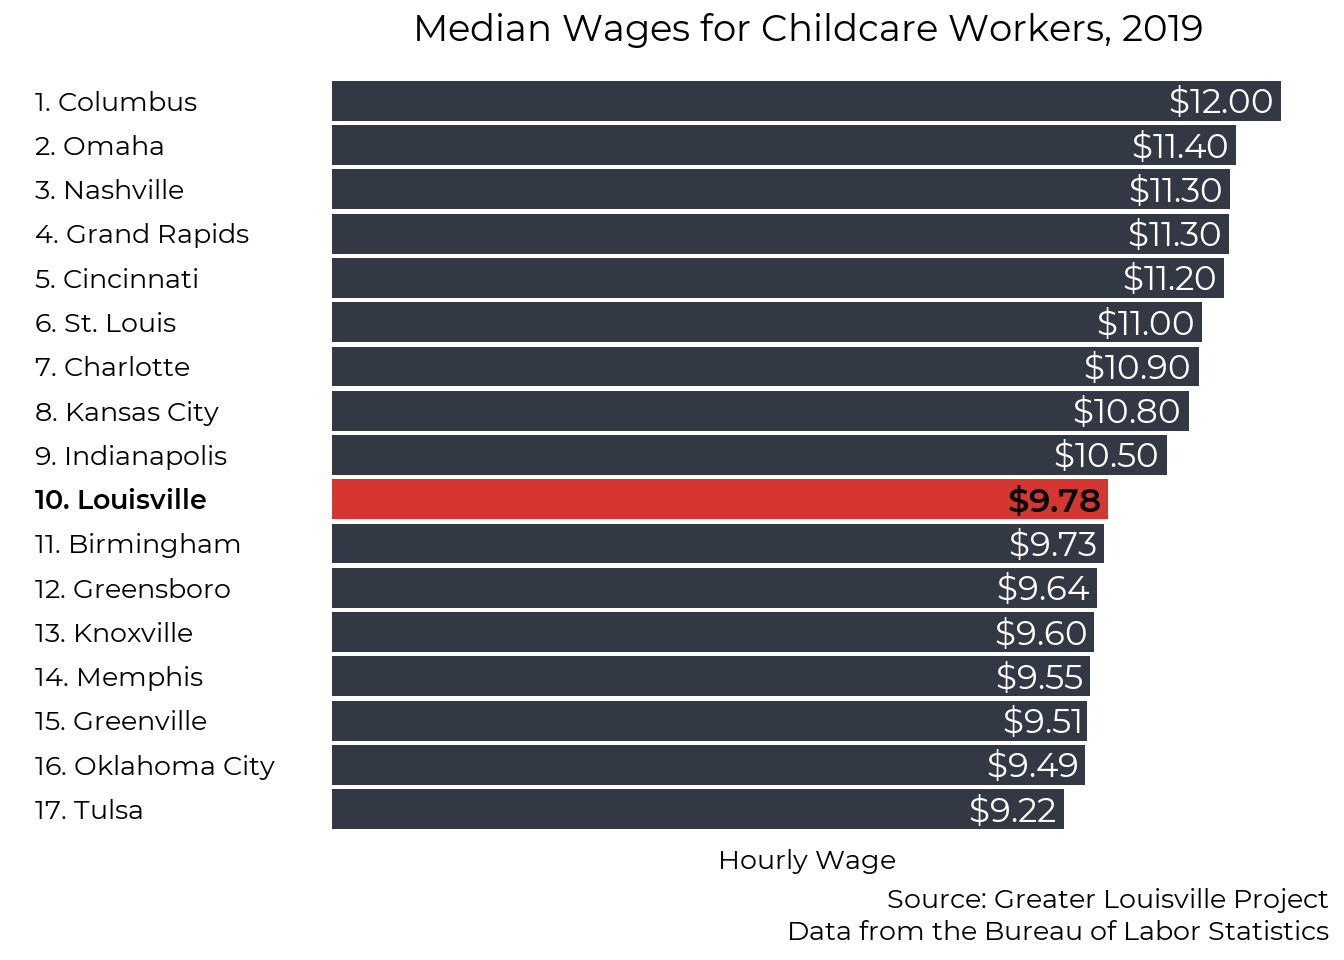 Median Wages for Childcare Workers, 2019
1. Columbus $12.00
2. Omaha $11.40
3. Nashville $11.30
4. Grand Rapids $11.30
5. Cincinnati $11.20
6. St. Louis $11.00
7. Charlotte $10.90
8. Kansas City $10.80
9. Indianapolis $10.50
10. Louisville $9.78
11. Birmingham $9.73
12. Greensboro $9.64
13. Knoxville $9.60
14. Memphis $9.55
15. Greenville $9.51
16. Oklahoma City $9.49
17. Tulsa $9.22
Hourly Wage
Source: Greater Louisville Project
Data from the Bureau of Labor Statistics